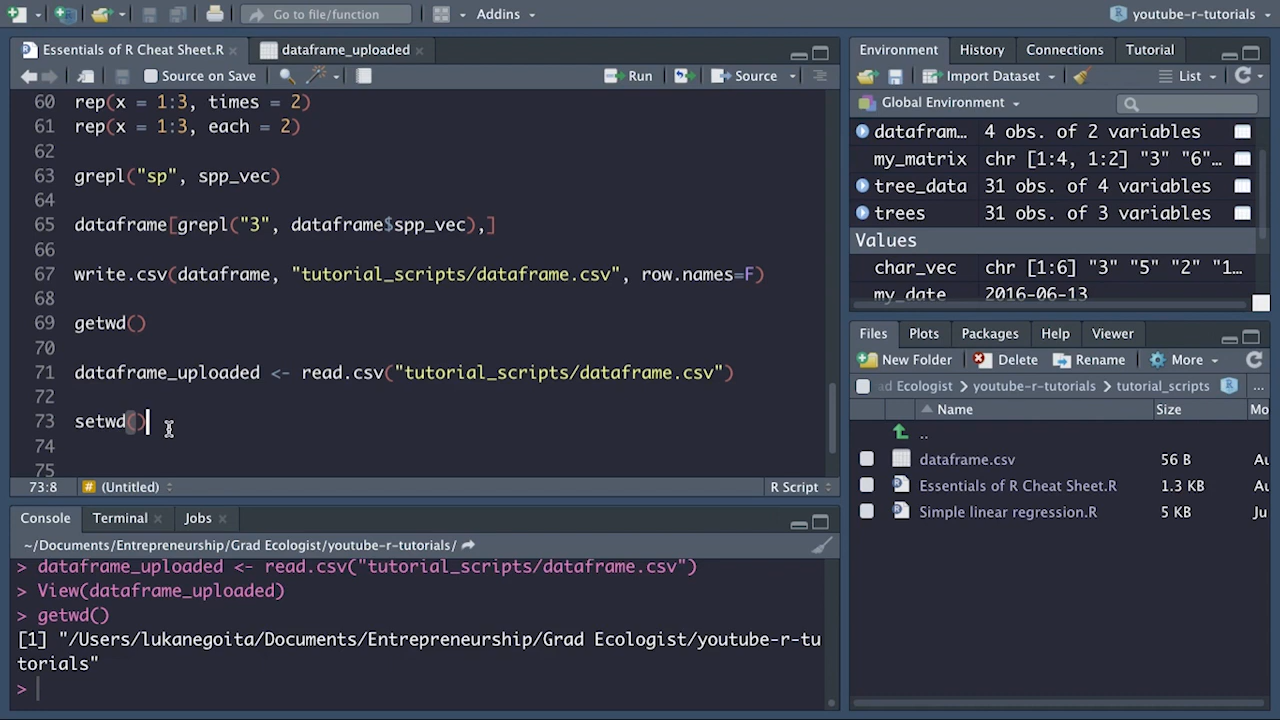 Go to file/function
Addins
youtube-r-tutorials
Essentials of R Cheat Sheet.R
dataframe_uploaded
Source on Save
Run
Source
60 rep(x = 1:3, times = 2)
61 rep(x = 1:3, each = 2)
62
63 grepl("sp", spp_vec)
64
65 dataframe[grepl("3", dataframe$spp_vec),]
66
67 write.csv(dataframe, "tutorial_scripts/dataframe.csv", row.names=F)
68
69 getwd()
70
71 dataframe_uploaded <- read.csv("tutorial_scripts/dataframe.csv")
72
73 setwd()
74
75
73:8 (Untitled) R Script
Console Terminal Jobs
~/Documents/Entrepreneurship/Grad Ecologist/youtube-r-tutorials/
> dataframe_uploaded <- read.csv("tutorial_scripts/dataframe.csv")
> View(dataframe_uploaded)
> getwd()
[1] "/Users/lukanegoita/Documents/Entrepreneurship/Grad Ecologist/youtube-r-tu
torials"
>
Environment History Connections Tutorial
Import Dataset List
Global Environment
datafram… 4 obs. of 2 variables
my_matrix chr [1:4, 1:2] "3" "6"…
tree_data 31 obs. of 4 variables
trees 31 obs. of 3 variables
Values
char_vec chr [1:6] "3" "5" "2" "1…
my_date 2016-06-13
Files Plots Packages Help Viewer
New Folder Delete Rename More
ad Ecologist youtube-r-tutorials tutorial_scripts ...
Name Size Mo
..
dataframe.csv 56 B Au
Essentials of R Cheat Sheet.R 1.3 KB Au
Simple linear regression.R 5 KB Ju